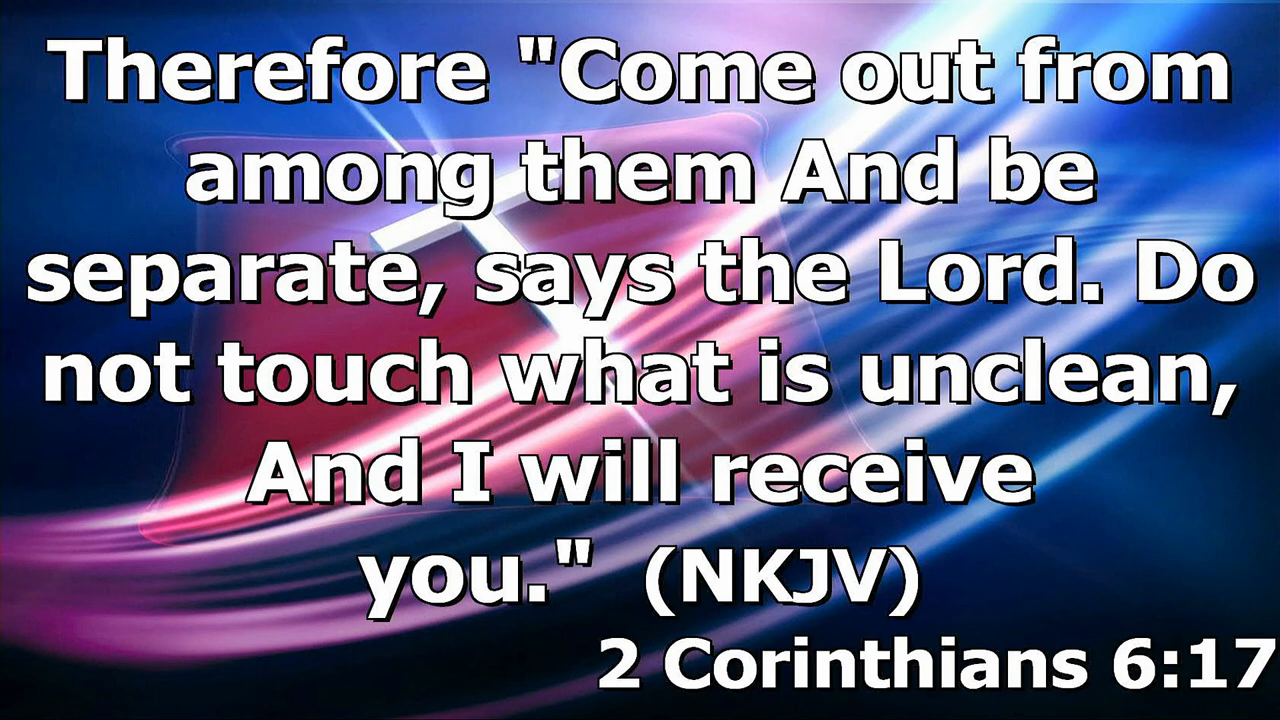 Therefore "Come out from
among them And be
separate, says the Lord. Do
not touch what is unclean,
And I will receive
you."  (NKJV)
2 Corinthians 6:17